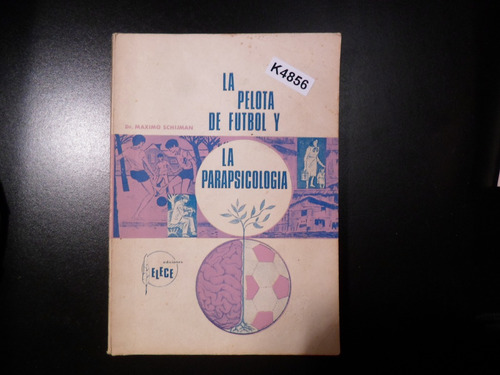 K4856
LA
PELOTA
DE FUTBOL Y
Dr. MAXIMO SCHUMAN
LA
PARAPSICOLOGIA
ediciones
ELECE